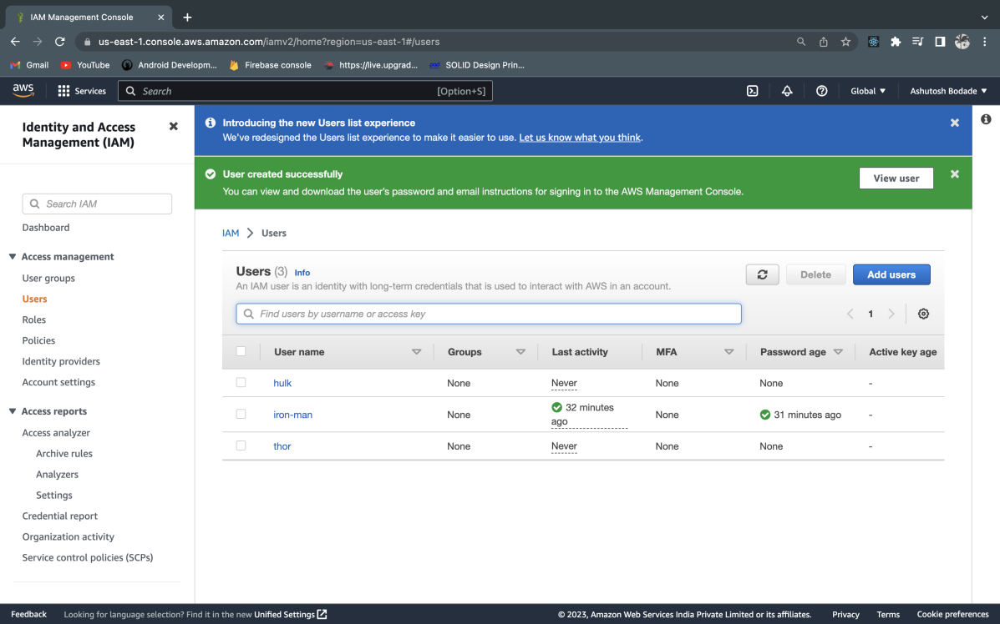 IAM Management Console
us-east-1.console.aws.amazon.com/iamv2/home?region=us-east-1#/users
Gmail YouTube Android Developm... Firebase console https://live.upgrad... SOLID Design Prin...
aws Services Search [Option+S] Global Ashutosh Bodade
Identity and Access
Management (IAM)
Search IAM
Dashboard
Access management
User groups
Users
Roles
Policies
Identity providers
Account settings
Access reports
Access analyzer
Archive rules
Analyzers
Settings
Credential report
Organization activity
Service control policies (SCPs)
Introducing the new Users list experience
We've redesigned the Users list experience to make it easier to use. Let us know what you think.
User created successfully
You can view and download the user's password and email instructions for signing in to the AWS Management Console.
View user
IAM Users
Users (3) Info
An IAM user is an identity with long-term credentials that is used to interact with AWS in an account.
Delete Add users
Find users by username or access key
1
User name Groups Last activity MFA Password age Active key age
hulk None Never None None -
iron-man None 32 minutes ago None 31 minutes ago -
thor None Never None None -
Feedback Looking for language selection? Find it in the new Unified Settings © 2023, Amazon Web Services India Private Limited or its affiliates. Privacy Terms Cookie preferences